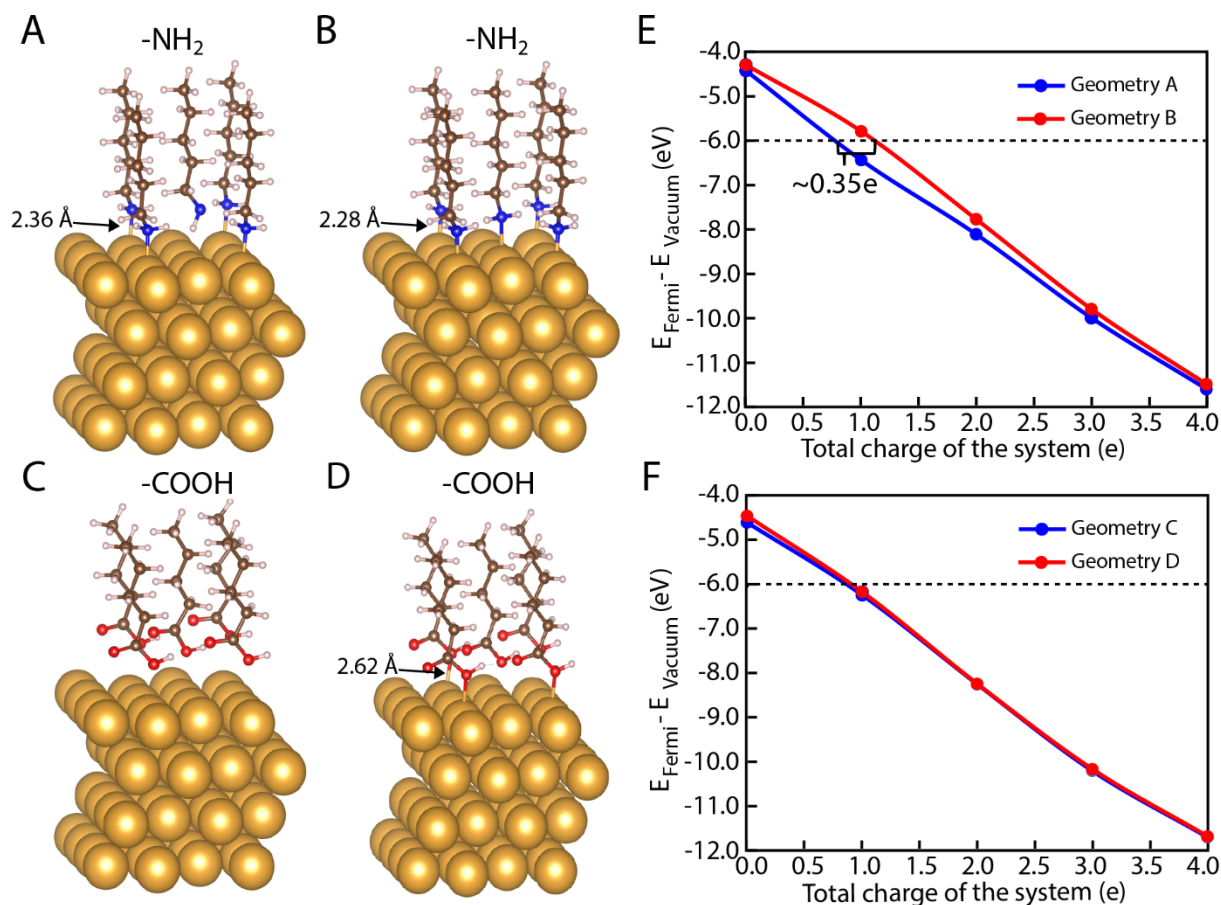 A
-NH₂
2.36 Å
B
-NH₂
2.28 Å
E
E Fermi - E Vacuum (eV)
-4.0
-5.0
-6.0
-7.0
-8.0
-9.0
-10.0
-11.0
-12.0
Geometry A
Geometry B
~0.35e
0.0 0.5 1.0 1.5 2.0 2.5 3.0 3.5 4.0
Total charge of the system (e)
C
-COOH
D
-COOH
2.62 Å
F
E Fermi - E Vacuum (eV)
-4.0
-5.0
-6.0
-7.0
-8.0
-9.0
-10.0
-11.0
-12.0
Geometry C
Geometry D
0.0 0.5 1.0 1.5 2.0 2.5 3.0 3.5 4.0
Total charge of the system (e)